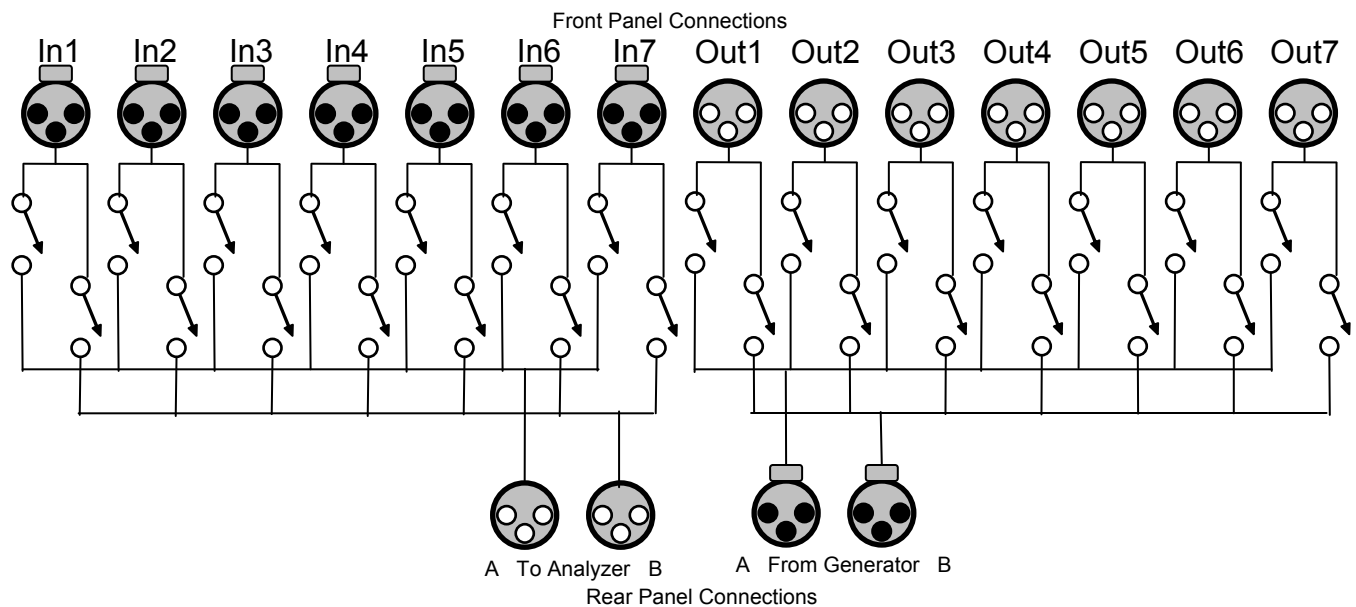 Front Panel Connections
In1 In2 In3 In4 In5 In6 In7 Out1 Out2 Out3 Out4 Out5 Out6 Out7
A To Analyzer B A From Generator B
Rear Panel Connections